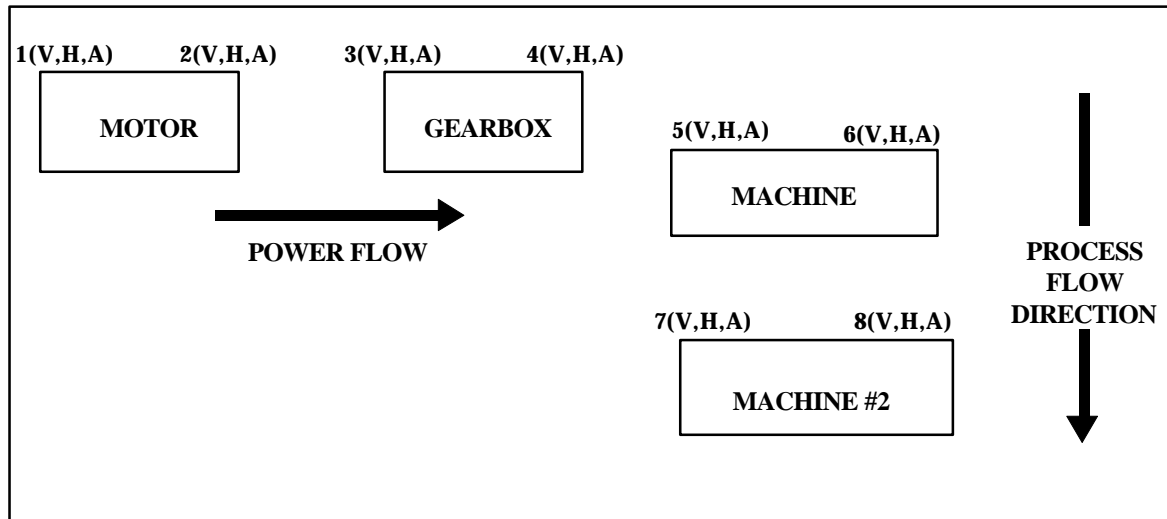 1(V,H,A) 2(V,H,A) 3(V,H,A) 4(V,H,A)
MOTOR
GEARBOX
5(V,H,A) 6(V,H,A)
MACHINE
POWER FLOW
PROCESS
FLOW
DIRECTION
7(V,H,A) 8(V,H,A)
MACHINE #2